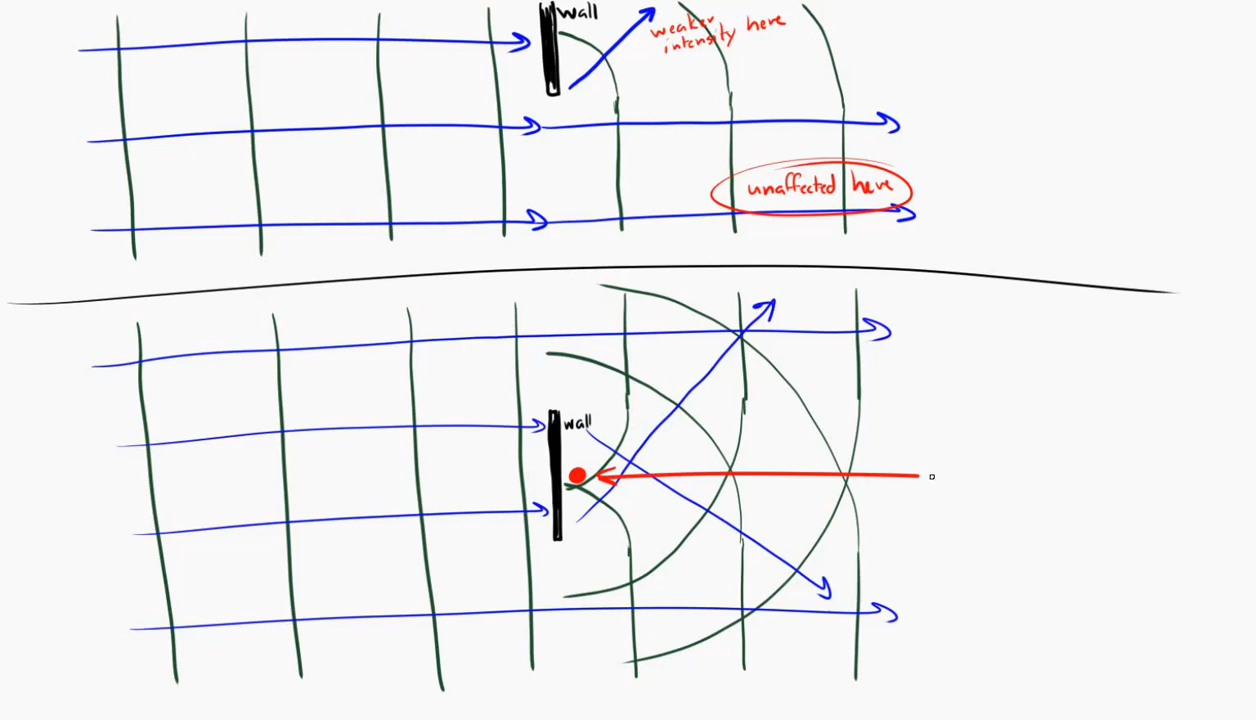 wall
weaker
intensity here
unaffected here
wall